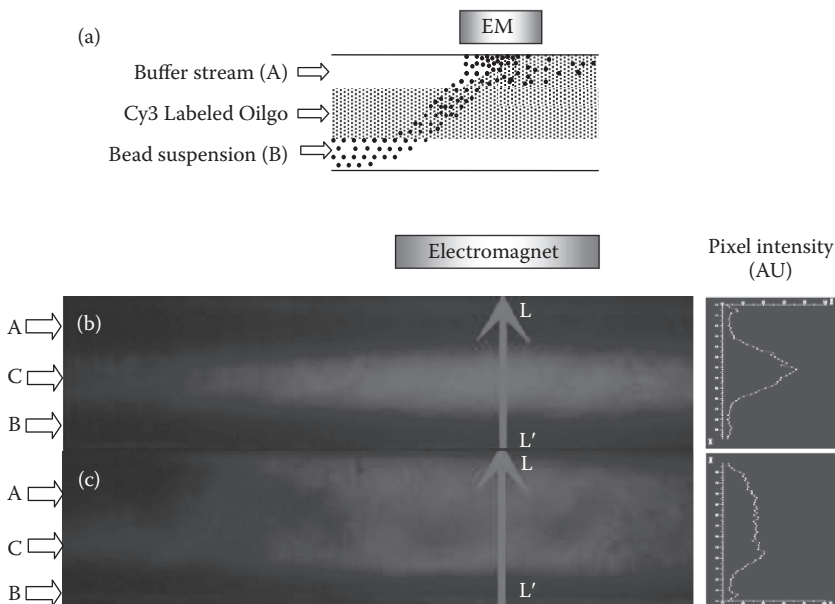 EM
(a)
Buffer stream (A)
Cy3 Labeled Oilgo
Bead suspension (B)
Electromagnet
Pixel intensity
(AU)
A
(b)
L
C
B
L′
A
(c)
L
C
B
L′